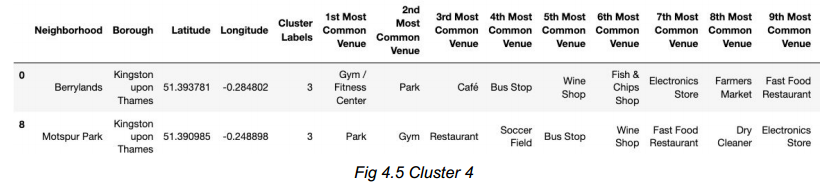 Neighborhood Borough Latitude Longitude Cluster Labels 1st Most Common Venue 2nd Most Common Venue 3rd Most Common Venue 4th Most Common Venue 5th Most Common Venue 6th Most Common Venue 7th Most Common Venue 8th Most Common Venue 9th Most Common Venue
0 Berrylands Kingston upon Thames 51.393781 -0.284802 3 Gym / Fitness Center Park Café Bus Stop Wine Shop Fish & Chips Shop Electronics Store Farmers Market Fast Food Restaurant
8 Motspur Park Kingston upon Thames 51.390985 -0.248898 3 Park Gym Restaurant Soccer Field Bus Stop Wine Shop Fast Food Restaurant Dry Cleaner Electronics Store
Fig 4.5 Cluster 4